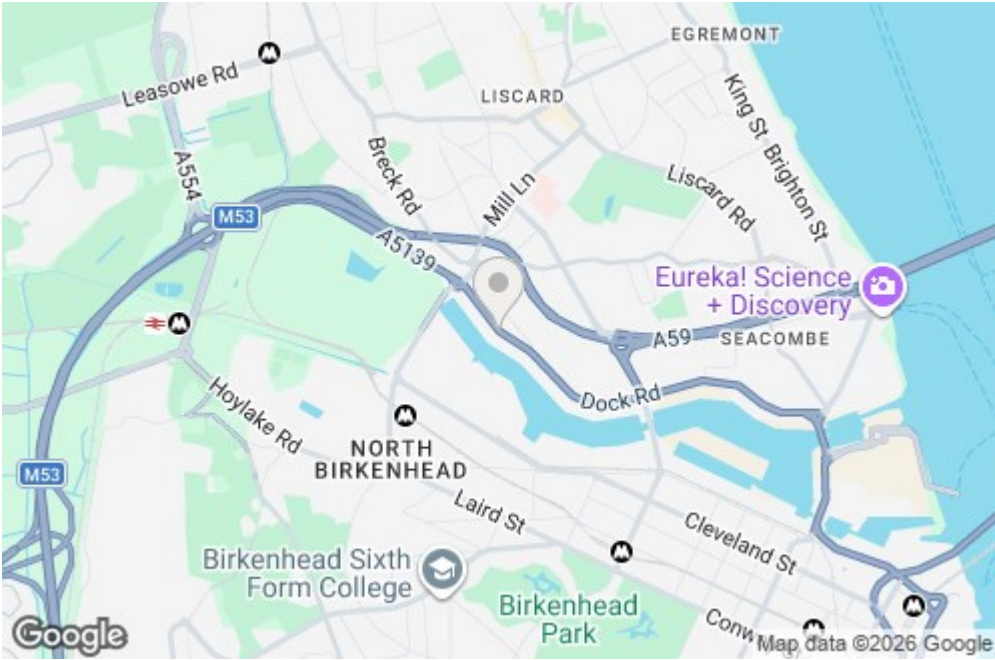 EGREMONT
Leasowe Rd
LISCARD
King St
Brighton St
A554
Breck Rd
Mill Ln
Liscard Rd
M53
A5139
Eureka! Science
+ Discovery
A59
SEACOMBE
Hoylake Rd
Dock Rd
NORTH
BIRKENHEAD
M53
Laird St
Cleveland St
Birkenhead Sixth
Form College
Birkenhead
Park
Google
Map data ©2026 Google